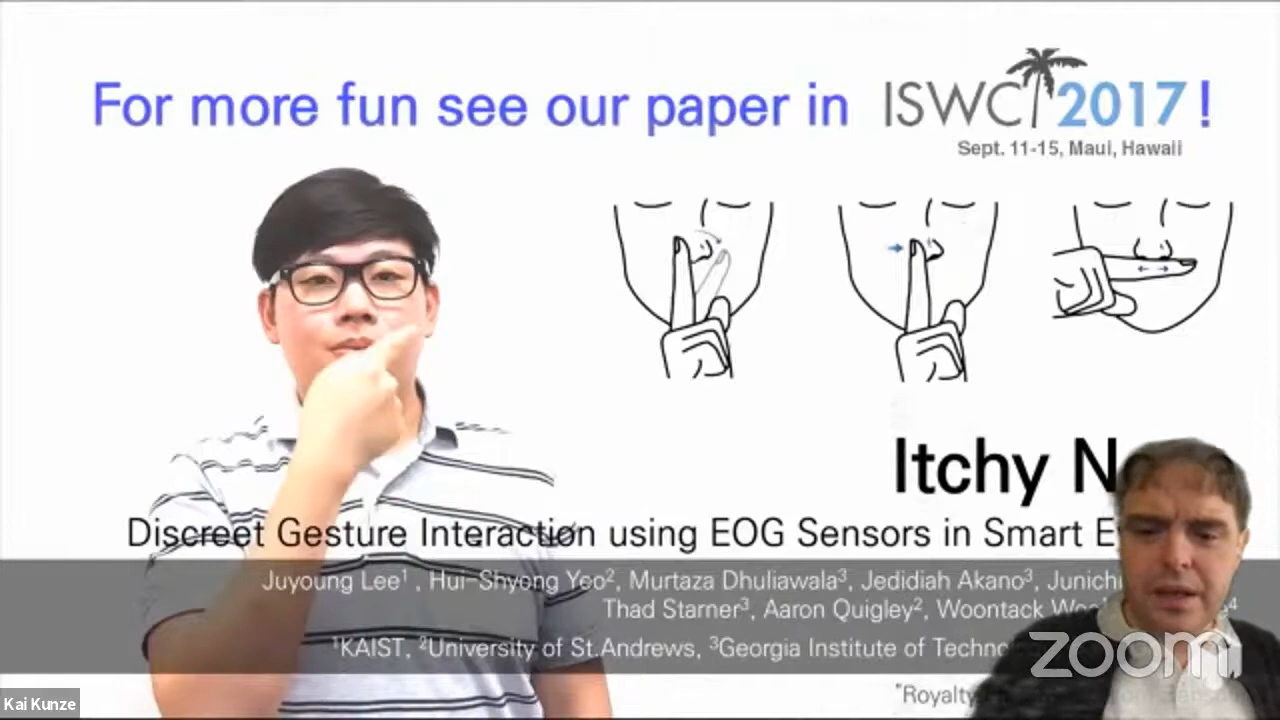 For more fun see our paper in ISWC 2017 !
Sept. 11-15, Maui, Hawaii
Itchy N
Discreet Gesture Interaction using EOG Sensors in Smart E
Juyoung Lee¹ , Hui-Shyong Yeo², Murtaza Dhuliawala³, Jedidiah Akano³, Junichi
Thad Starner³, Aaron Quigley², Woontack Woo¹ 4
¹KAIST, ²University of St.Andrews, ³Georgia Institute of Techno
zoom
*Royalty
Kai Kunze